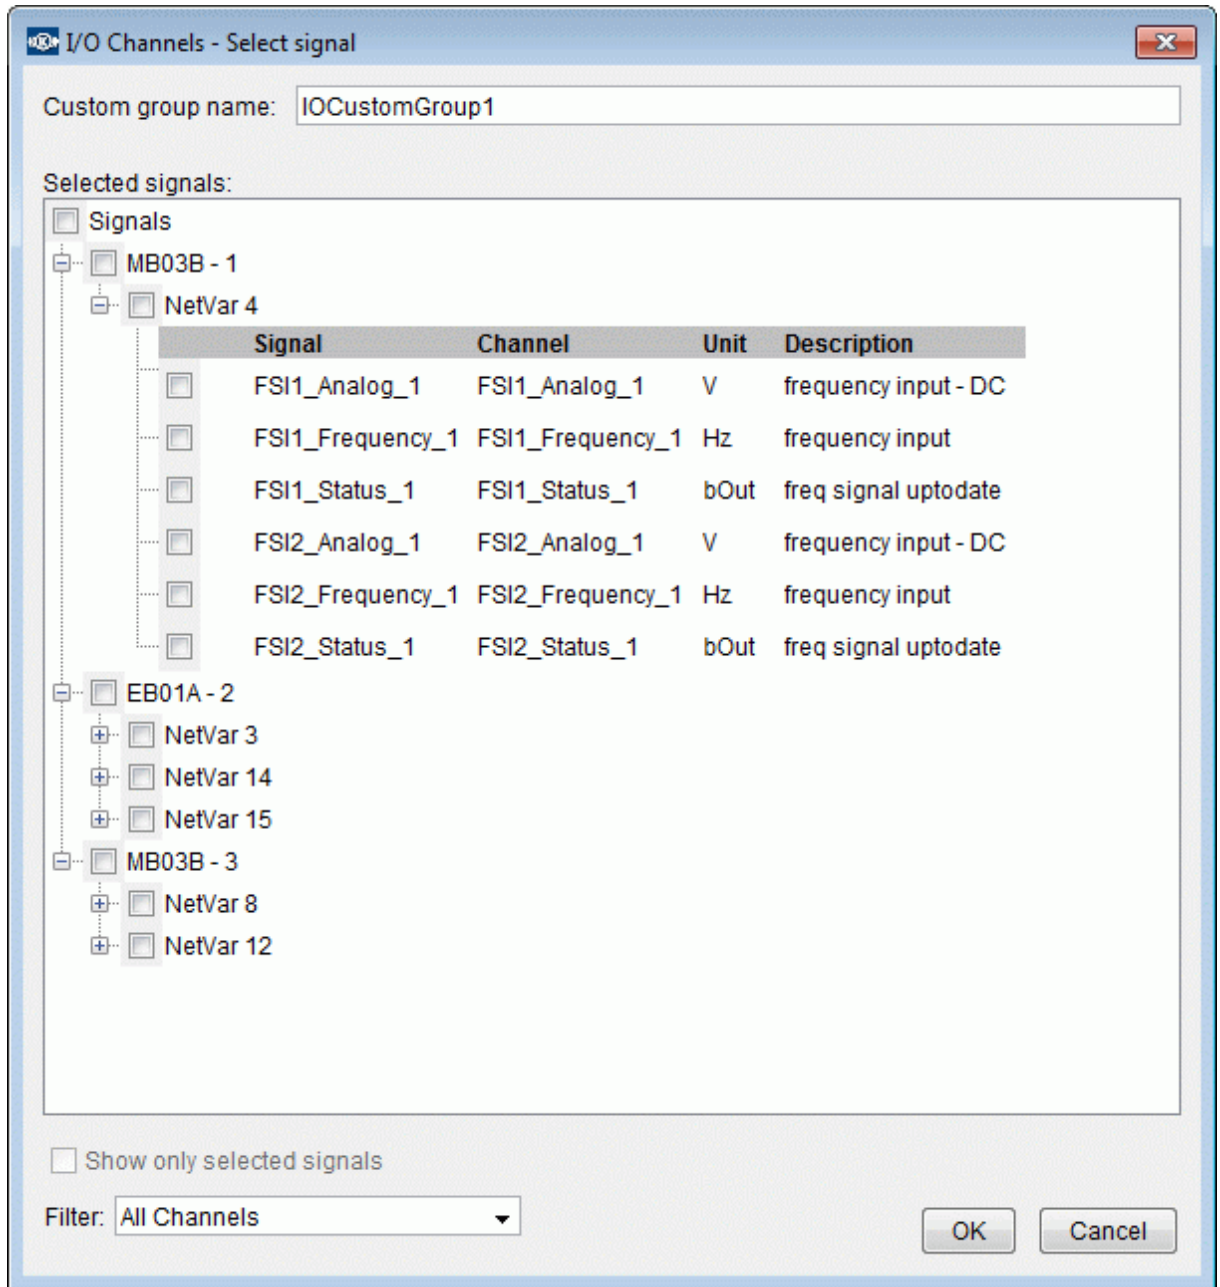 I/O Channels - Select signal
Custom group name: IOCustomGroup1
Selected signals:
Signals
MB03B - 1
NetVar 4
Signal Channel Unit Description
FSI1_Analog_1 FSI1_Analog_1 V frequency input - DC
FSI1_Frequency_1 FSI1_Frequency_1 Hz frequency input
FSI1_Status_1 FSI1_Status_1 bOut freq signal uptodate
FSI2_Analog_1 FSI2_Analog_1 V frequency input - DC
FSI2_Frequency_1 FSI2_Frequency_1 Hz frequency input
FSI2_Status_1 FSI2_Status_1 bOut freq signal uptodate
EB01A - 2
NetVar 3
NetVar 14
NetVar 15
MB03B - 3
NetVar 8
NetVar 12
Show only selected signals
Filter: All Channels
OK Cancel